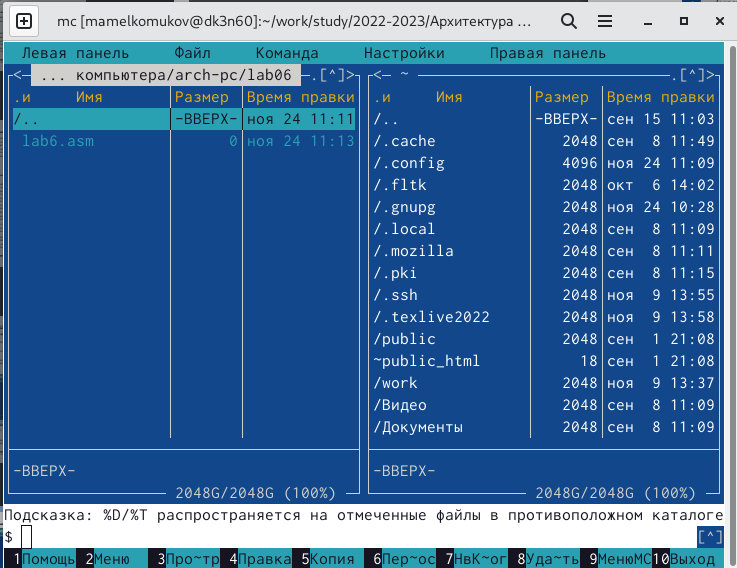 mc [mamelkomukov@dk3n60]:~/work/study/2022-2023/Архитектура ...
Левая панель Файл Команда Настройки Правая панель
<— ... компьютера/arch-pc/lab06 .[^]> <— ~ .[^]>
.и Имя Размер Время правки .и Имя Размер Время правки
/.. -ВВЕРХ- ноя 24 11:11 /.. -ВВЕРХ- сен 15 11:03
lab6.asm 0 ноя 24 11:13 /.cache 2048 сен 8 11:49
/.config 4096 ноя 24 11:09
/.fltk 2048 окт 6 14:02
/.gnupg 2048 ноя 24 10:28
/.local 2048 сен 8 11:09
/.mozilla 2048 сен 8 11:11
/.pki 2048 сен 8 11:15
/.ssh 2048 ноя 9 13:55
/.texlive2022 2048 ноя 9 13:58
/public 2048 сен 1 21:08
~public_html 18 сен 1 21:08
/work 2048 ноя 9 13:37
/Видео 2048 сен 8 11:09
/Документы 2048 сен 8 11:09
-ВВЕРХ- -ВВЕРХ-
2048G/2048G (100%) 2048G/2048G (100%)
Подсказка: %D/%T распространяется на отмеченные файлы в противоположном каталоге
$ [^]
1Помощь 2Меню 3Про~тр 4Правка 5Копия 6Пер~ос 7НвК~ог 8Уда~ть 9МенюMC 10Выход